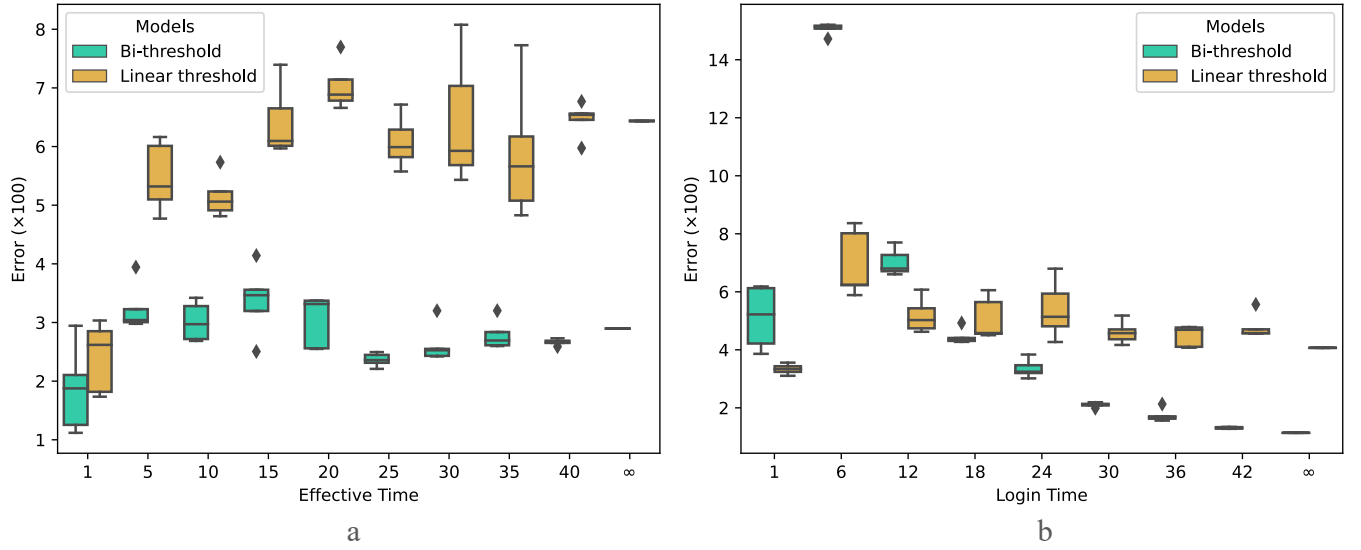 Models
Bi-threshold
Linear threshold
8
7
6
5
4
3
2
1
Error (×100)
1 5 10 15 20 25 30 35 40 ∞
Effective Time
a
Models
Bi-threshold
Linear threshold
14
12
10
8
6
4
2
Error (×100)
1 6 12 18 24 30 36 42 ∞
Login Time
b